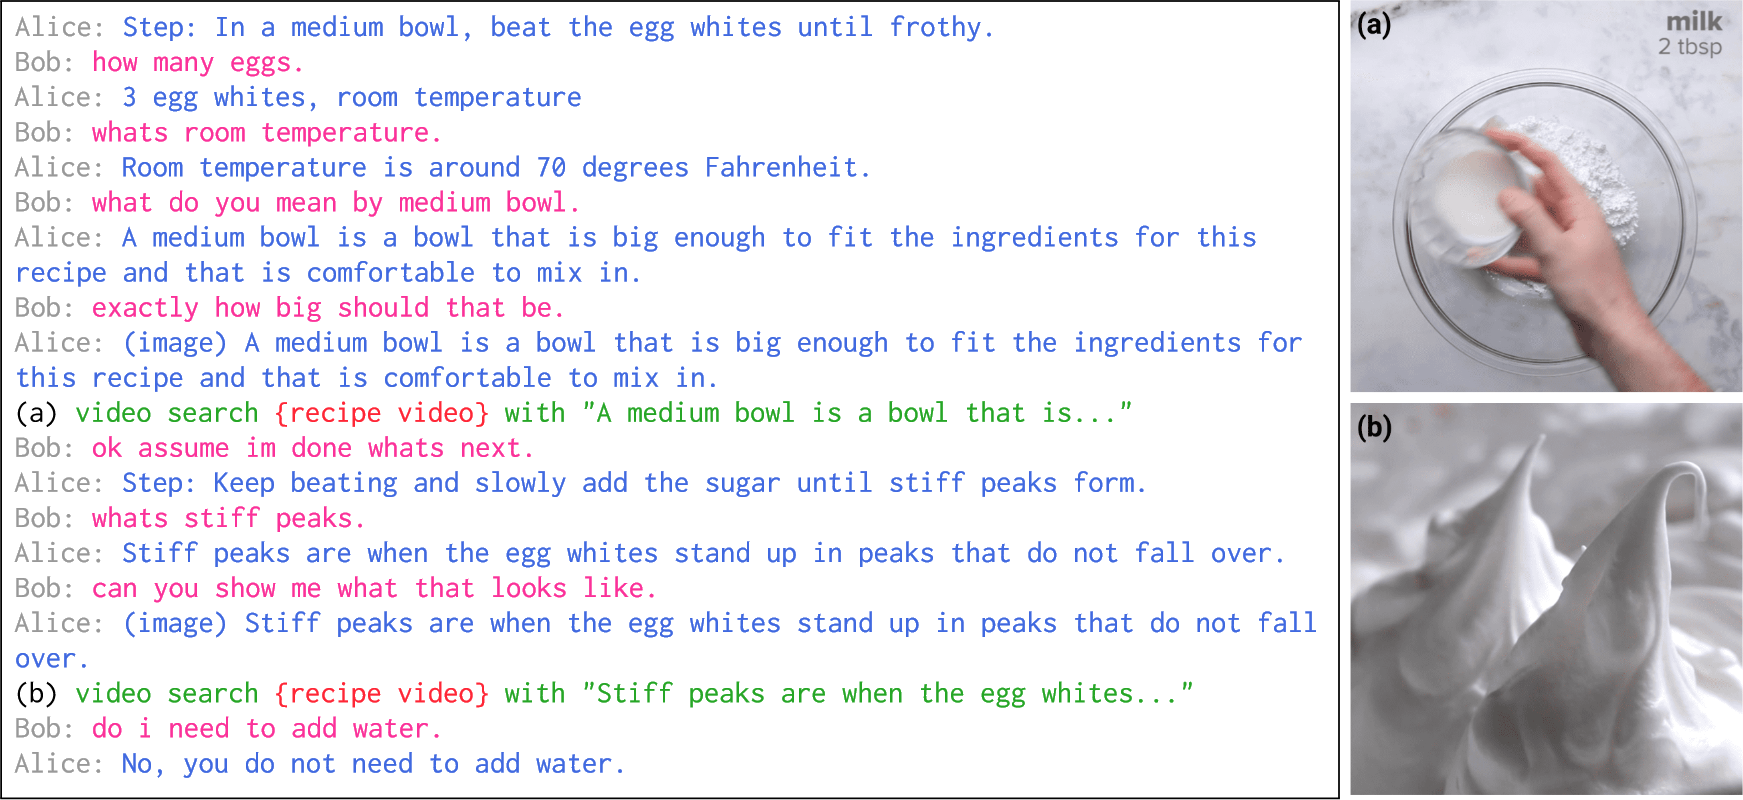 Alice: Step: In a medium bowl, beat the egg whites until frothy.
Bob: how many eggs.
Alice: 3 egg whites, room temperature
Bob: whats room temperature.
Alice: Room temperature is around 70 degrees Fahrenheit.
Bob: what do you mean by medium bowl.
Alice: A medium bowl is a bowl that is big enough to fit the ingredients for this
recipe and that is comfortable to mix in.
Bob: exactly how big should that be.
Alice: (image) A medium bowl is a bowl that is big enough to fit the ingredients for
this recipe and that is comfortable to mix in.
(a) video search {recipe video} with "A medium bowl is a bowl that is..."
Bob: ok assume im done whats next.
Alice: Step: Keep beating and slowly add the sugar until stiff peaks form.
Bob: whats stiff peaks.
Alice: Stiff peaks are when the egg whites stand up in peaks that do not fall over.
Bob: can you show me what that looks like.
Alice: (image) Stiff peaks are when the egg whites stand up in peaks that do not fall
over.
(b) video search {recipe video} with "Stiff peaks are when the egg whites..."
Bob: do i need to add water.
Alice: No, you do not need to add water.
(a)
milk
2 tbsp
(b)